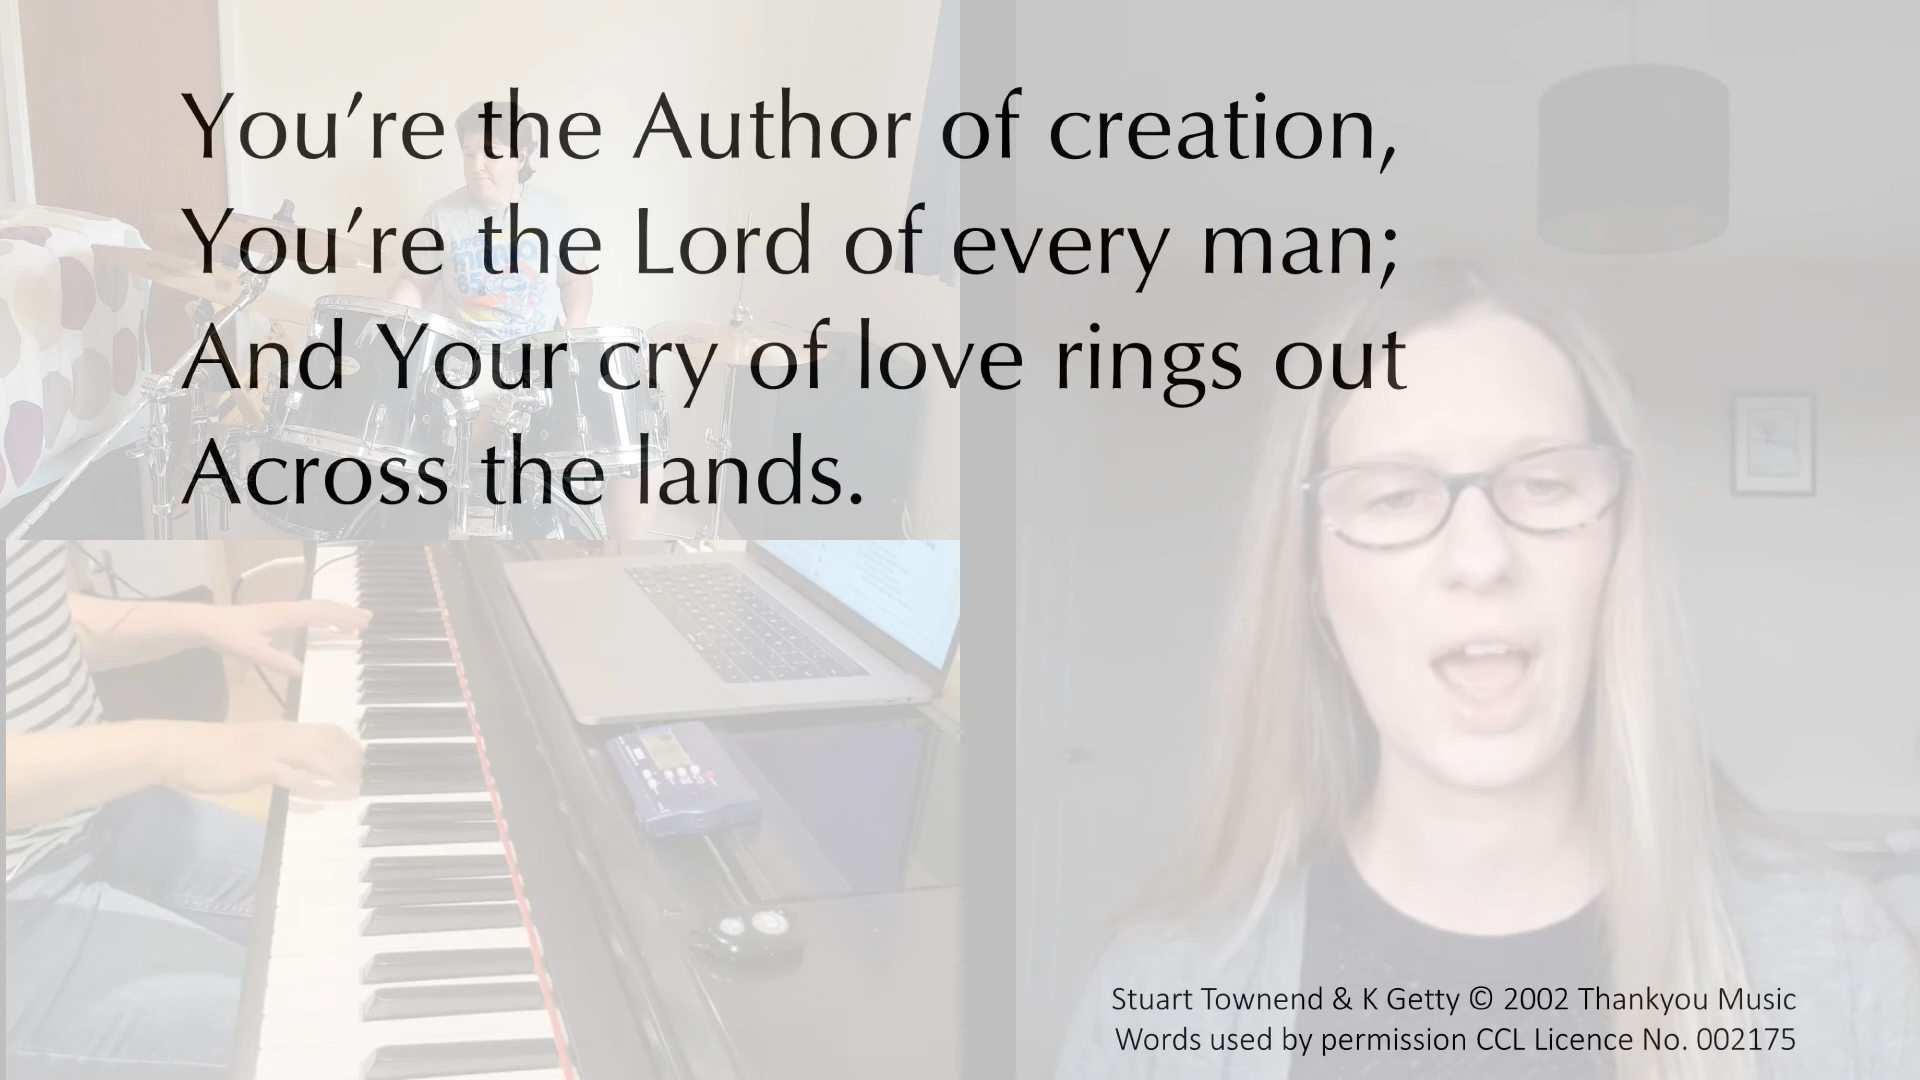 You’re the Author of creation,
You’re the Lord of every man;
And Your cry of love rings out
Across the lands.
Stuart Townend & K Getty © 2002 Thankyou Music
Words used by permission CCL Licence No. 002175